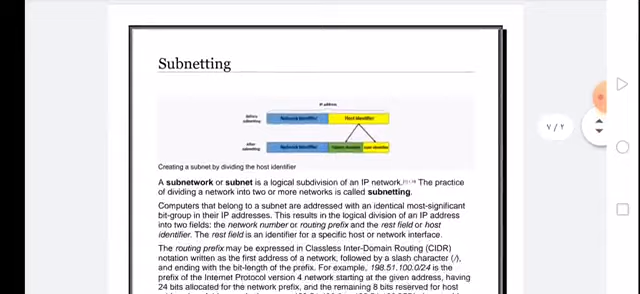 Subnetting
IP address
Before
subnetting
Network identifier
Host identifier
After
subnetting
Network identifier
Creating a subnet by dividing the host identifier
A subnetwork or subnet is a logical subdivision of an IP network. The practice
of dividing a network into two or more networks is called subnetting.
Computers that belong to a subnet are addressed with an identical most-significant
bit-group in their IP addresses. This results in the logical division of an IP address
into two fields: the network number or routing prefix and the rest field or host
identifier. The rest field is an identifier for a specific host or network interface.
The routing prefix may be expressed in Classless Inter-Domain Routing (CIDR)
notation written as the first address of a network, followed by a slash character (/),
and ending with the bit-length of the prefix. For example, 198.51.100.0/24 is the
prefix of the Internet Protocol version 4 network starting at the given address, having
24 bits allocated for the network prefix, and the remaining 8 bits reserved for host
٧ / ٢